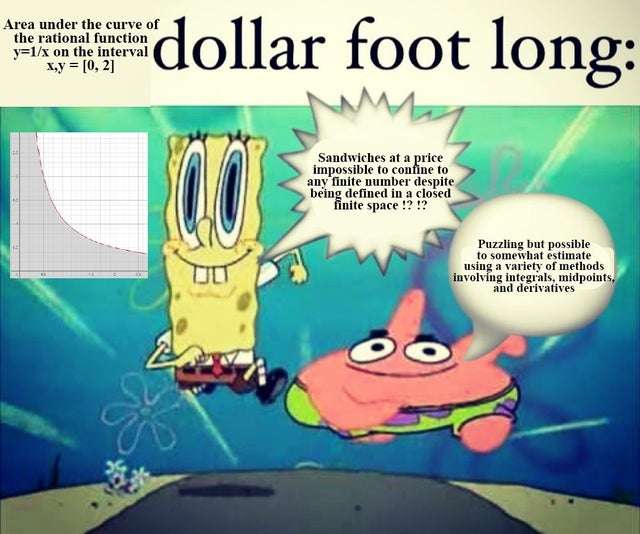 Area under the curve of
the rational function
y=1/x on the interval
x,y = [0, 2]
dollar foot long:
Sandwiches at a price
impossible to confine to
any finite number despite
being defined in a closed
finite space !? !?
Puzzling but possible
to somewhat estimate
using a variety of methods
involving integrals, midpoints,
and derivatives